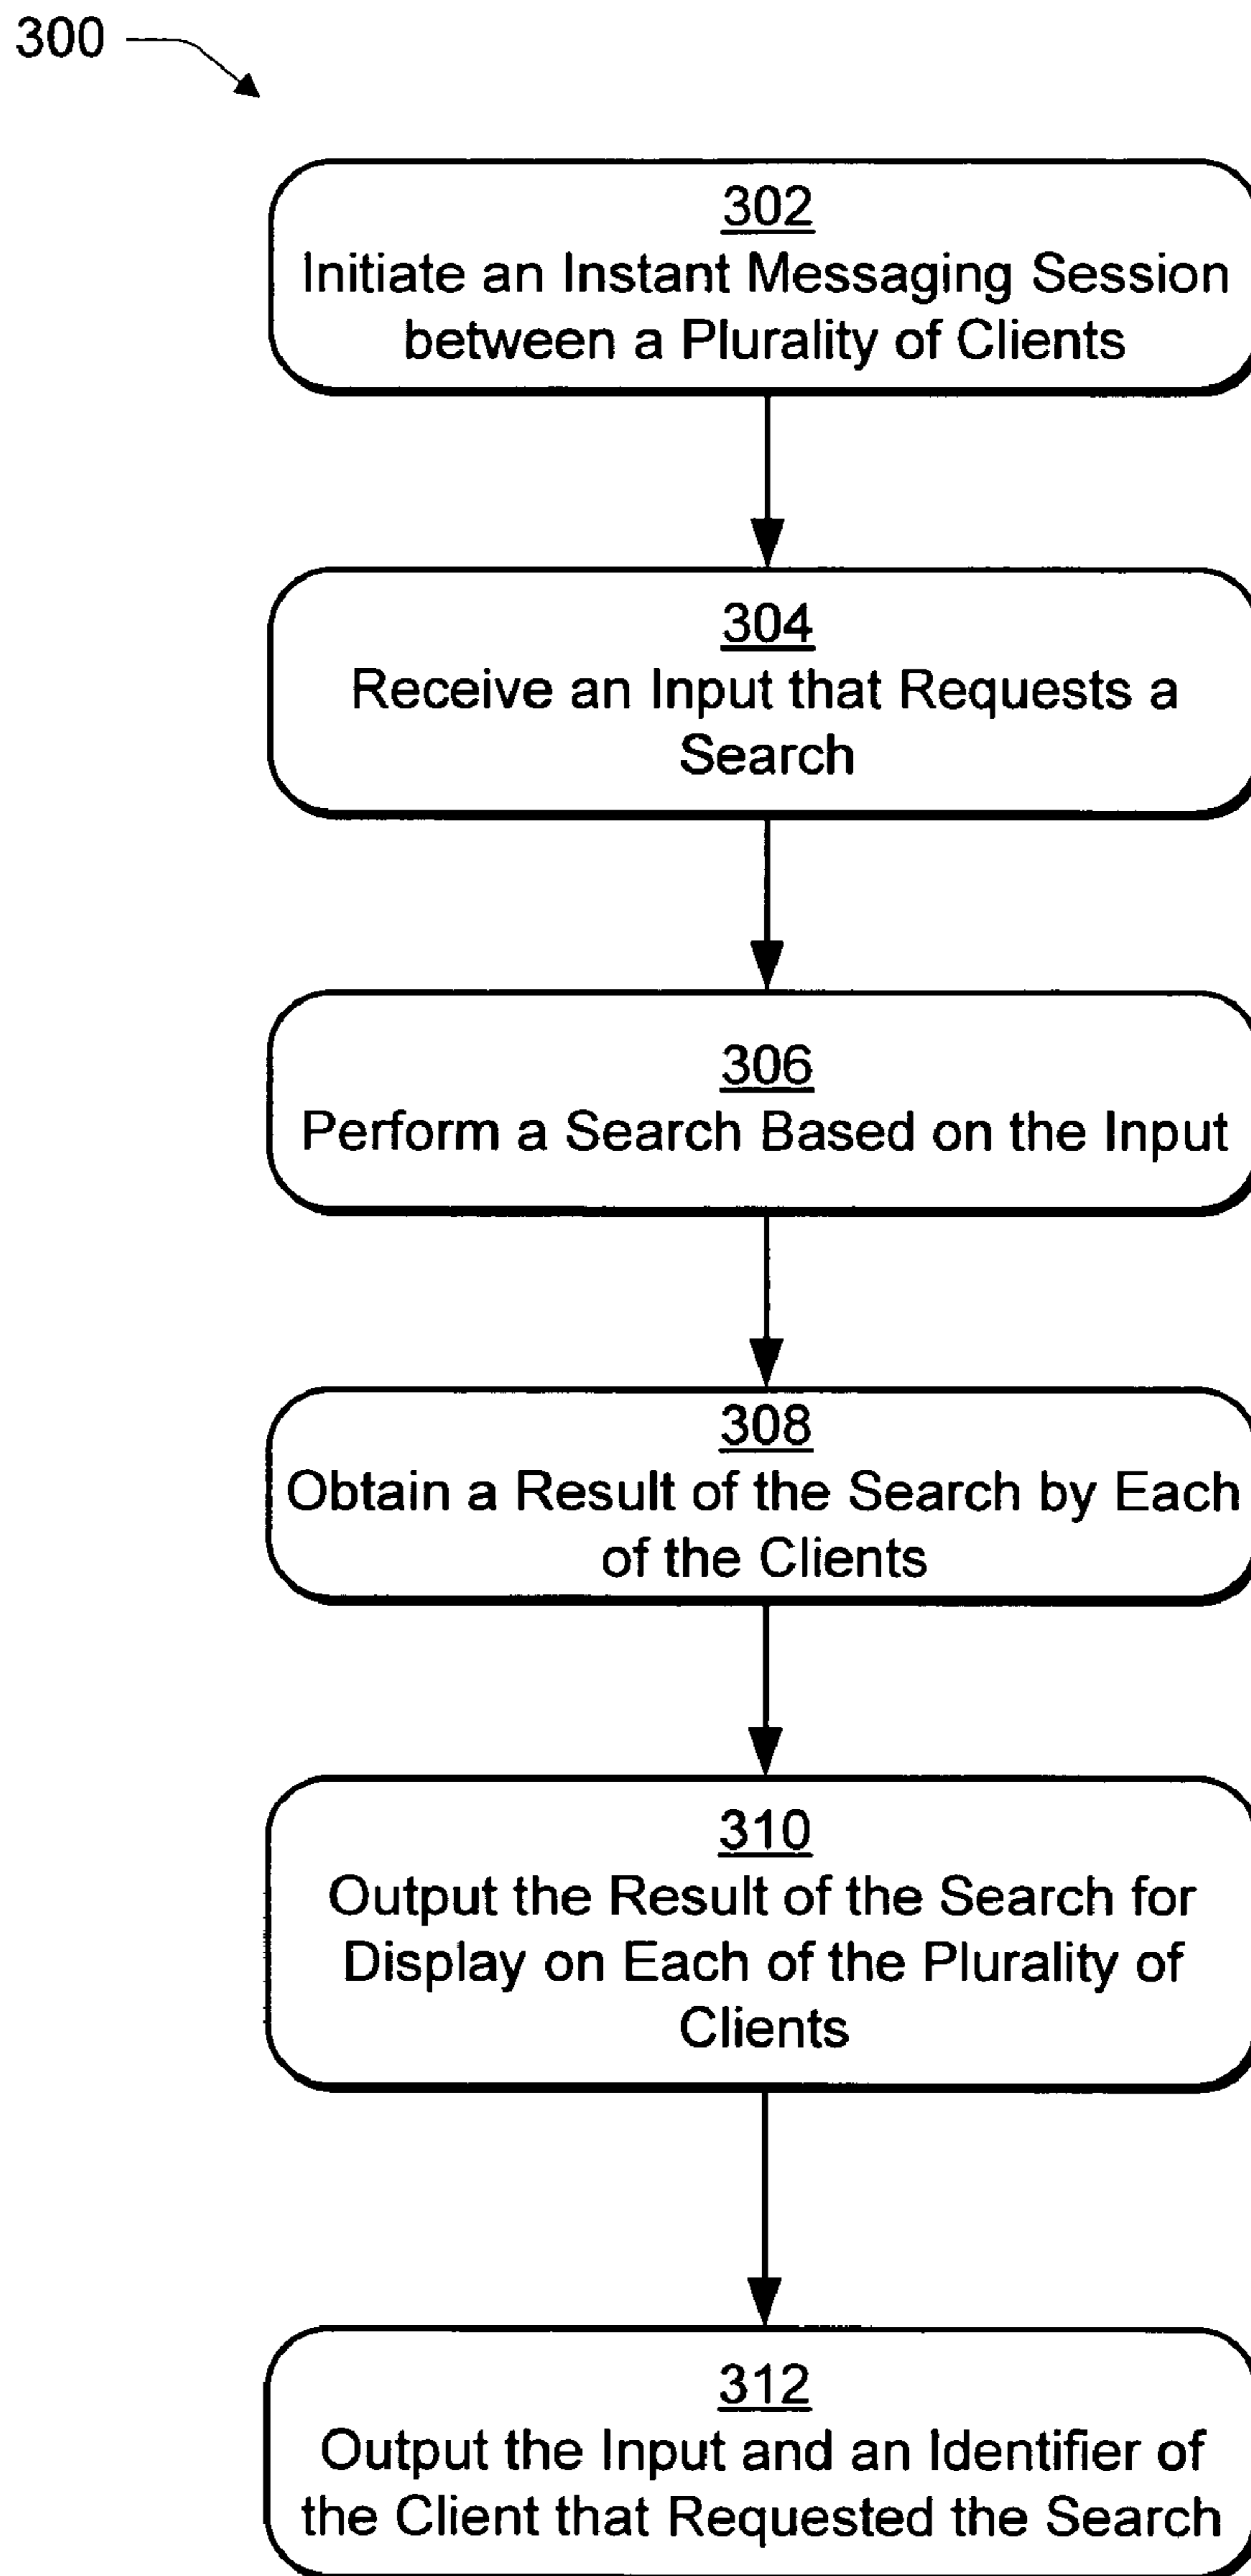 300
302
Initiate an Instant Messaging Session
between a Plurality of Clients
304
Receive an Input that Requests a
Search
306
Perform a Search Based on the Input
308
Obtain a Result of the Search by Each
of the Clients
310
Output the Result of the Search for
Display on Each of the Plurality of
Clients
312
Output the Input and an Identifier of
the Client that Requested the Search